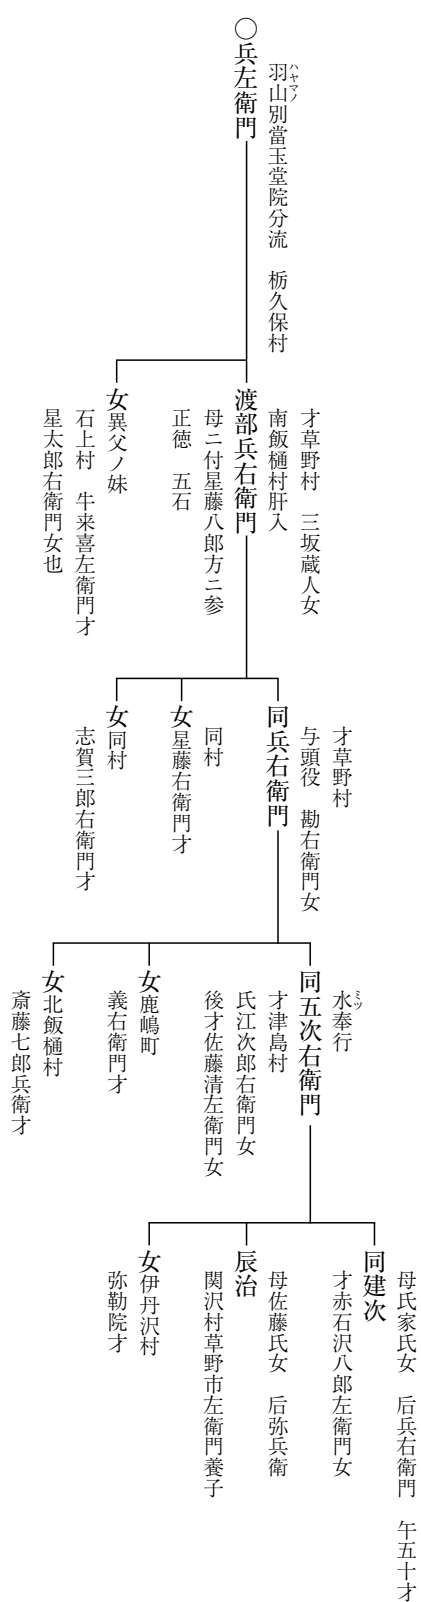 羽山別當玉堂院分流　栃久保村
ハヤマノ
〇兵左衛門
才草野村　三坂蔵人女
南飯樋村肝入
渡部兵右衛門
母ニ付星藤八郎方ニ参
正徳　五石
女異父ノ妹
石上村　牛来喜左衛門才
星太郎右衛門女也
才草野村
与頭役　勘右衛門女
同兵右衛門
同村
女星藤右衛門才
女同村
志賀三郎右衛門才
水奉行
ミツ
同五次右衛門
才津島村
氏江次郎右衛門女
後才佐藤清左衛門女
女鹿嶋町
義右衛門才
女北飯樋村
斎藤七郎兵衛才
母氏家氏女　后兵右衛門　午五十才
同建次
才赤石沢八郎左衛門女
母佐藤氏女　后弥兵衛
辰治
関沢村草野市左衛門養子
女伊丹沢村
弥勒院才